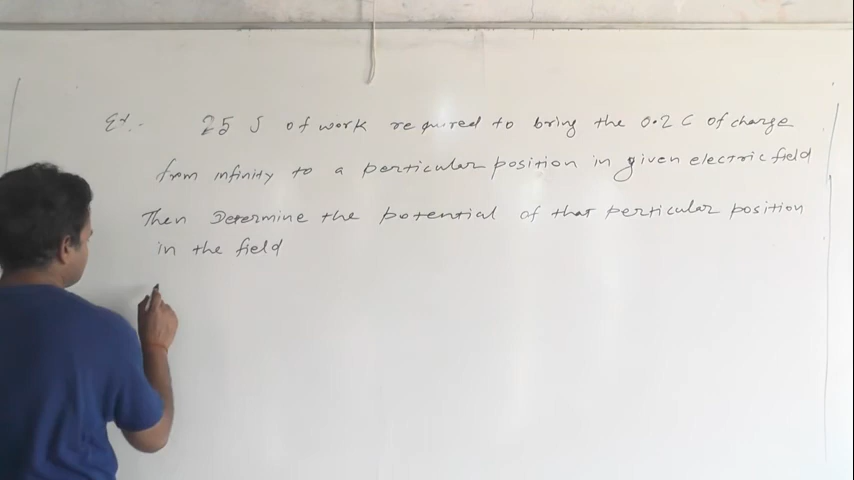 Ex.- 25 J of work required to bring the 0.2 C of charge
from infinity to a perticular position in given electric field
Then Determine the potential of that perticular position
in the field